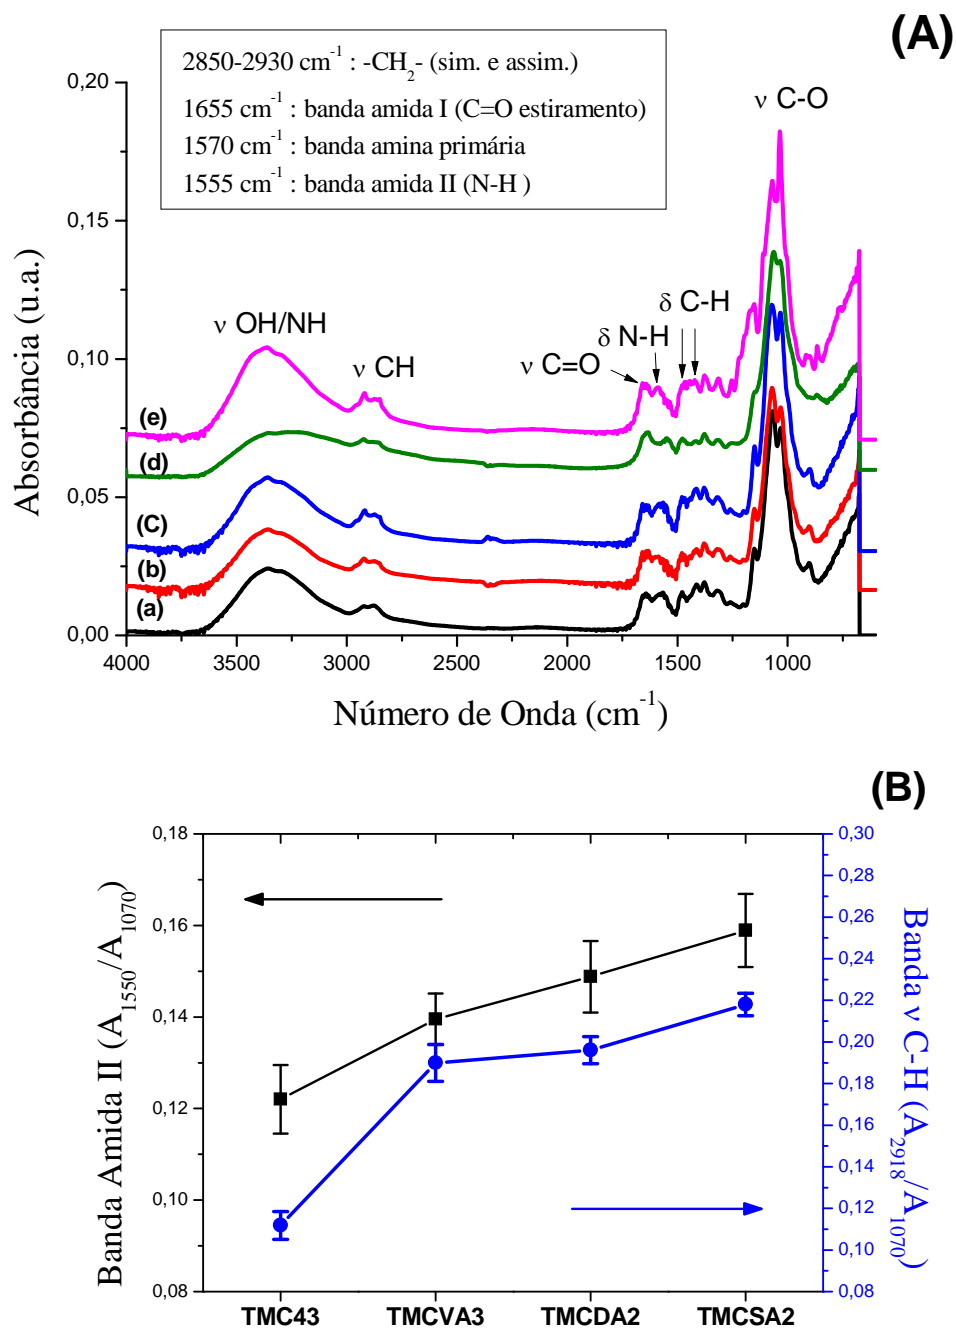 (A)
2850-2930 cm⁻¹ : -CH₂- (sim. e assim.)
1655 cm⁻¹ : banda amida I (C=O estiramento)
1570 cm⁻¹ : banda amina primária
1555 cm⁻¹ : banda amida II (N-H )
ν C-O
ν OH/NH
ν CH
ν C=O
δ N-H
δ C-H
(e)
(d)
(C)
(b)
(a)
0,20
0,15
0,10
0,05
0,00
Absorbância (u.a.)
4000 3500 3000 2500 2000 1500 1000
Número de Onda (cm⁻¹)
(B)
Banda Amida II (A₁₅₅₀/A₁₀₇₀)
0,18
0,16
0,14
0,12
0,10
0,08
0,30
0,28
0,26
0,24
0,22
0,20
0,18
0,16
0,14
0,12
0,10
0,08
Banda ν C-H (A₂₉₁₈/A₁₀₇₀)
TMC43 TMCVA3 TMCDA2 TMCSA2